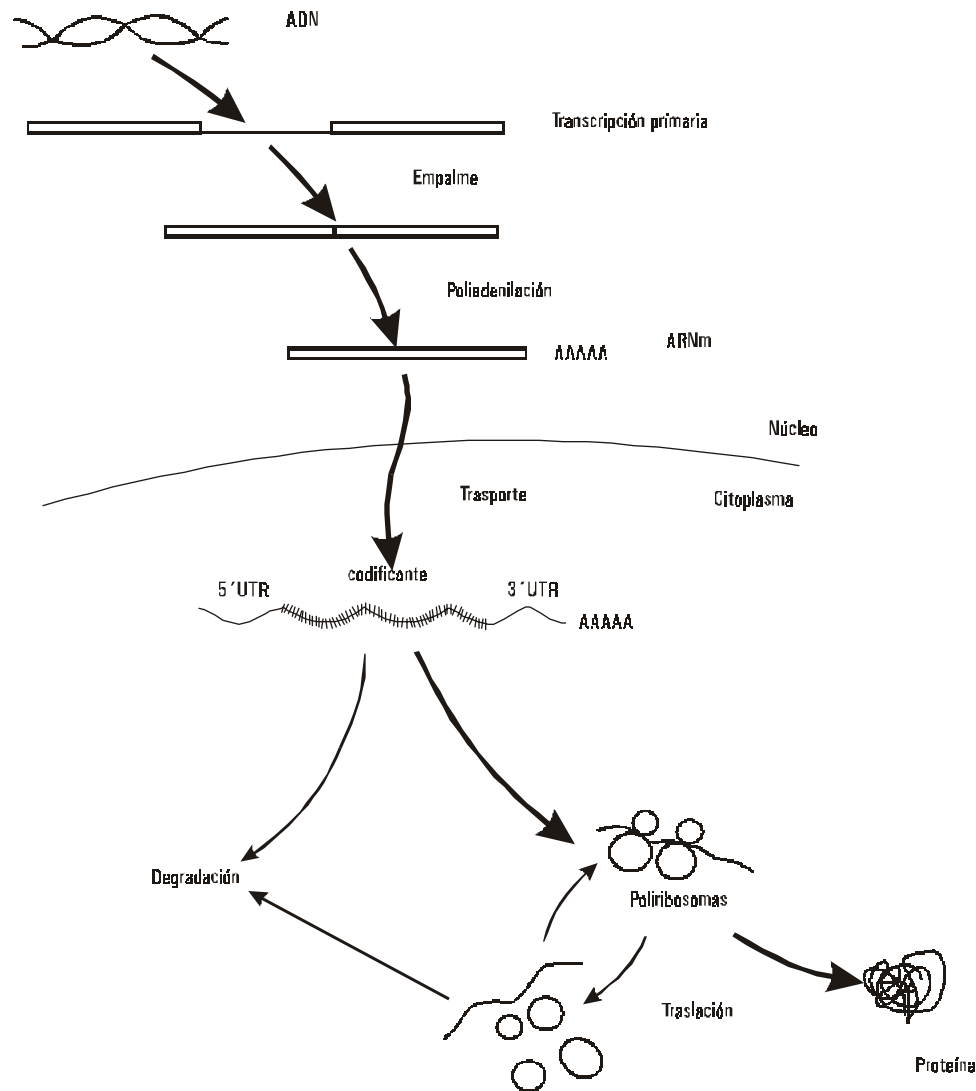 ADN
Transcripción primaria
Empalme
Poliadenilación
AAAAA
ARNm
Núcleo
Trasporte
Citoplasma
codificante
5´UTR
3´UTR
AAAAA
Degradación
Poliribosomas
Traslación
Proteína